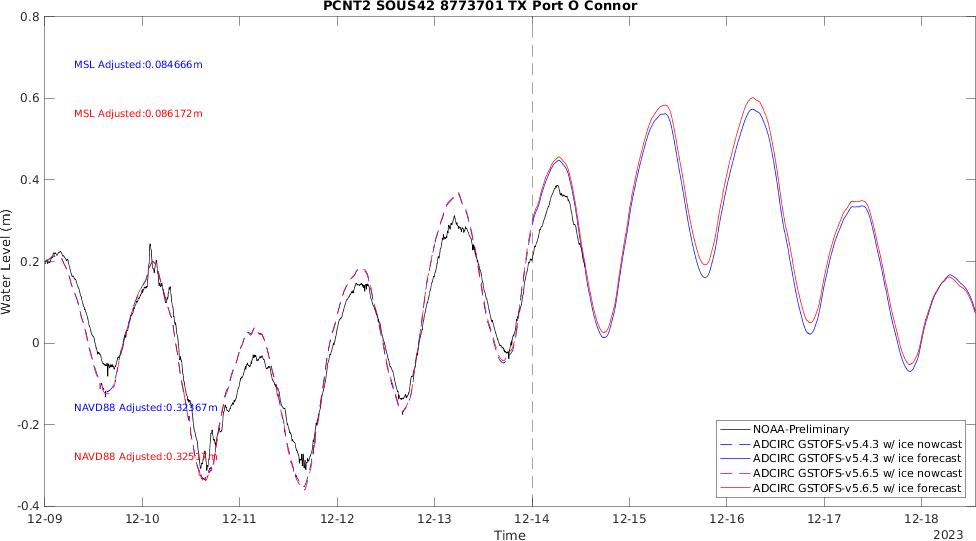 PCNT2 SOUS42 8773701 TX Port O Connor
0.8
0.6
0.4
0.2
0
-0.2
-0.4
Water Level (m)
MSL Adjusted:0.084666m
MSL Adjusted:0.086172m
NAVD88 Adjusted:0.32367m
NAVD88 Adjusted:
NOAA-Preliminary
ADCIRC GSTOFS-v5.4.3 w/ ice nowcast
ADCIRC GSTOFS-v5.4.3 w/ ice forecast
ADCIRC GSTOFS-v5.6.5 w/ ice nowcast
ADCIRC GSTOFS-v5.6.5 w/ ice forecast
12-09 12-10 12-11 12-12 12-13 12-14 12-15 12-16 12-17 12-18
Time
2023